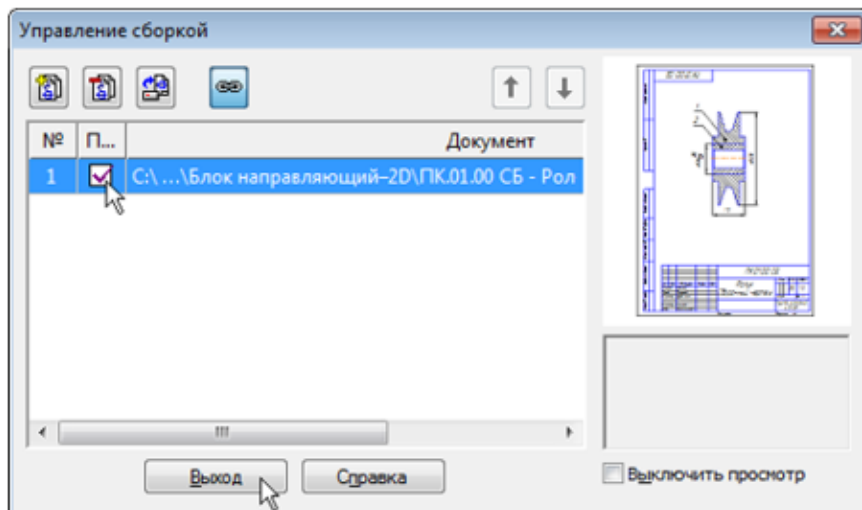 Управление сборкой
№ П... Документ
1 C:\ ...\Блок направляющий–2D\ПК.01.00 СБ - Рол
Выход Справка
Выключить просмотр